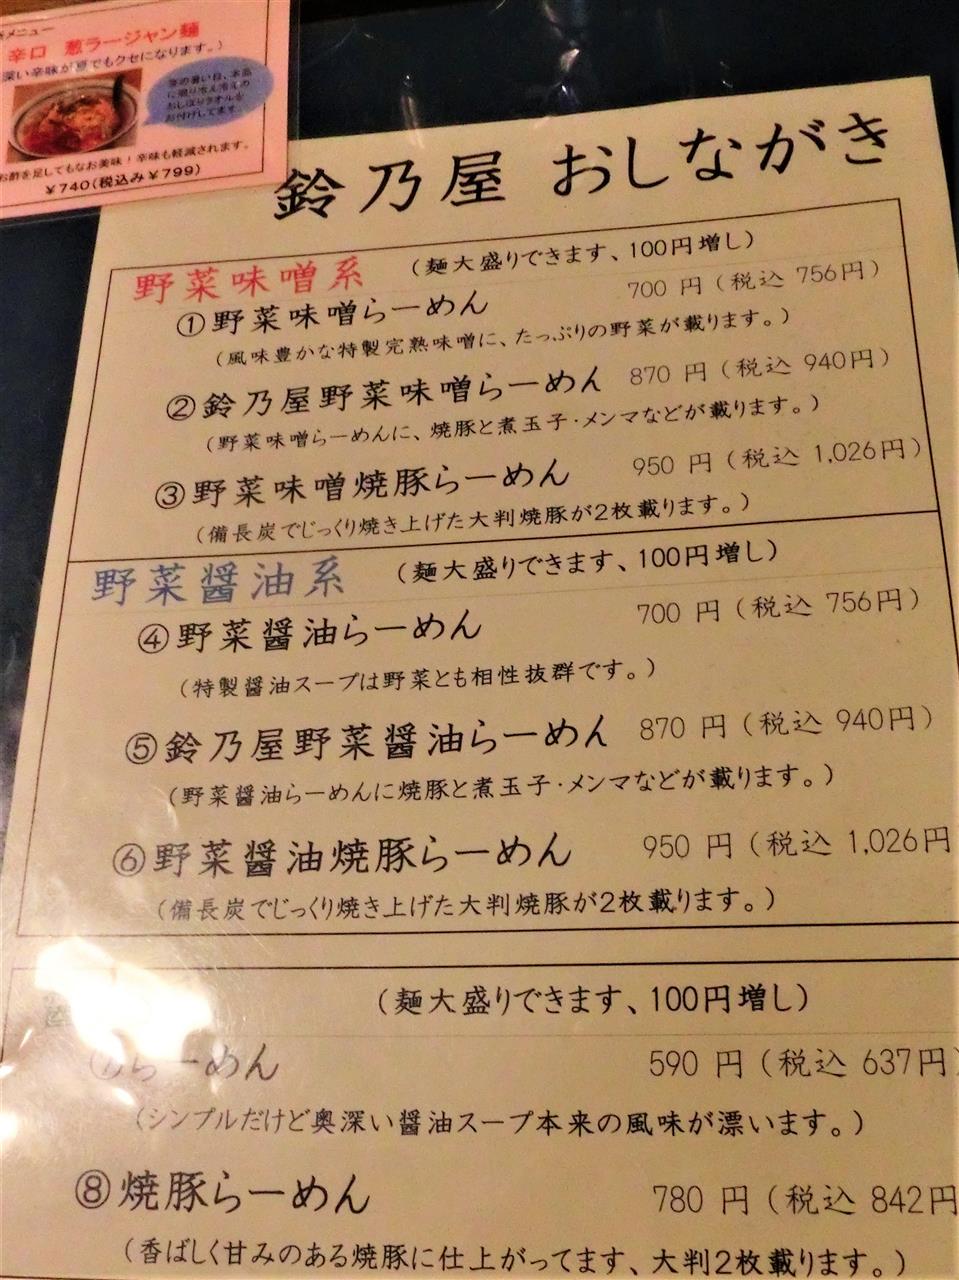 メニュー
辛口 葱ラージャン麺
深い辛味が夏でもクセになります。)
お酢を足してもなお美味!辛味も軽減されます。
¥740(税込み¥799)
鈴乃屋 おしながき
野菜味噌系 (麺大盛りできます、100円増し)
①野菜味噌らーめん 700 円(税込 756円)
(風味豊かな特製完熟味噌に、たっぷりの野菜が載ります。)
②鈴乃屋野菜味噌らーめん 870 円(税込 940円)
(野菜味噌らーめんに、焼豚と煮玉子・メンマなどが載ります。)
③野菜味噌焼豚らーめん 950 円(税込 1,026円)
(備長炭でじっくり焼き上げた大判焼豚が2枚載ります。)
野菜醤油系 (麺大盛りできます、100円増し)
④野菜醤油らーめん 700 円(税込 756円)
(特製醤油スープは野菜とも相性抜群です。)
⑤鈴乃屋野菜醤油らーめん 870 円(税込 940円)
(野菜醤油らーめんに焼豚と煮玉子・メンマなどが載ります。)
⑥野菜醤油焼豚らーめん 950 円(税込 1,026円
(備長炭でじっくり焼き上げた大判焼豚が2枚載ります。)
(麺大盛りできます、100円増し)
⑦らーめん 590 円(税込 637円)
(シンプルだけど奥深い醤油スープ本来の風味が漂います。)
⑧焼豚らーめん 780 円(税込 842円
(香ばしく甘みのある焼豚に仕上がってます、大判2枚載ります。)